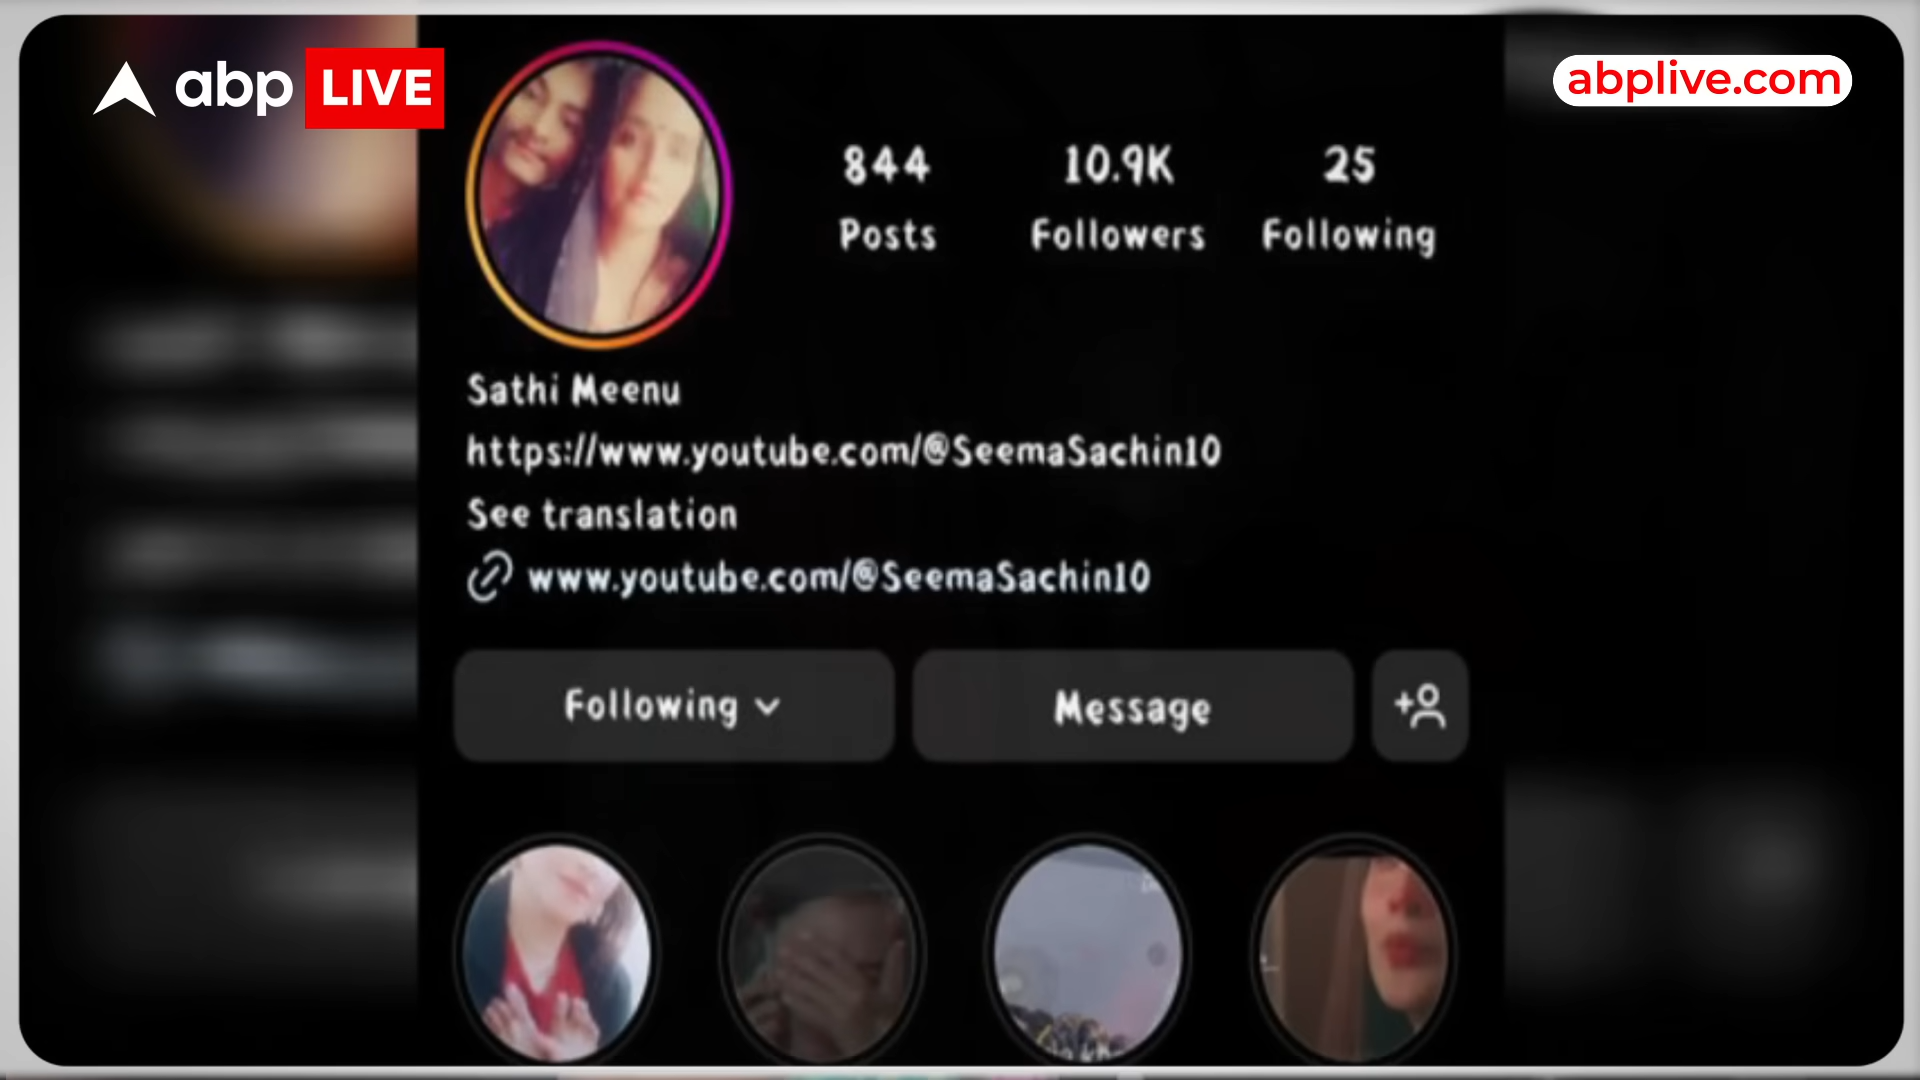 abp LIVE
abplive.com
844 10.9K 25
Posts Followers Following
Sathi Meenu
https://www.youtube.com/@SeemaSachin10
See translation
www.youtube.com/@SeemaSachin10
Following Message